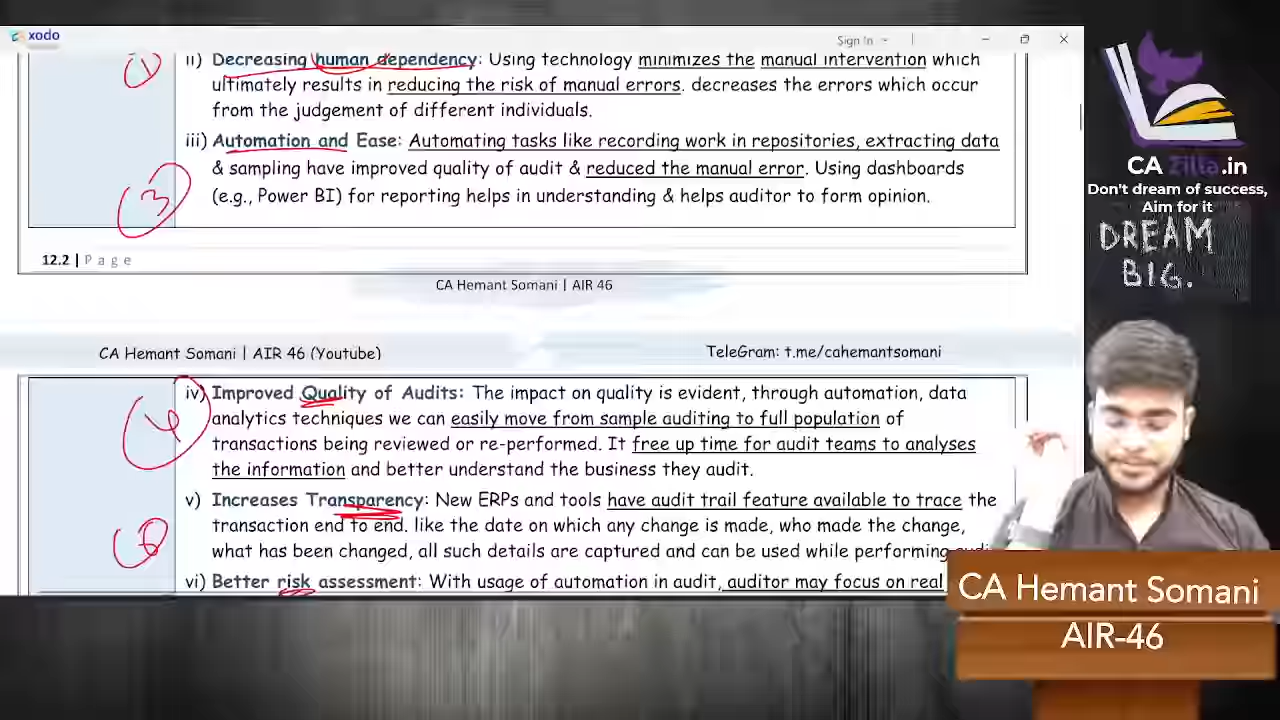 xodo
Sign In
ii) Decreasing human dependency: Using technology minimizes the manual intervention which
ultimately results in reducing the risk of manual errors. decreases the errors which occur
from the judgement of different individuals.
iii) Automation and Ease: Automating tasks like recording work in repositories, extracting data
& sampling have improved quality of audit & reduced the manual error. Using dashboards
(e.g., Power BI) for reporting helps in understanding & helps auditor to form opinion.
3
12.2 | Page
CA Hemant Somani | AIR 46
CA Hemant Somani | AIR 46 (Youtube)
TeleGram: t.me/cahemantsomani
iv) Improved Quality of Audits: The impact on quality is evident, through automation, data
analytics techniques we can easily move from sample auditing to full population of
transactions being reviewed or re-performed. It free up time for audit teams to analyses
the information and better understand the business they audit.
v) Increases Transparency: New ERPs and tools have audit trail feature available to trace the
transaction end to end. like the date on which any change is made, who made the change,
what has been changed, all such details are captured and can be used while performing
vi) Better risk assessment: With usage of automation in audit, auditor may focus on real
CA Zilla.in
Don't dream of success,
Aim for it
DREAM
BIG.
CA Hemant Somani
AIR-46